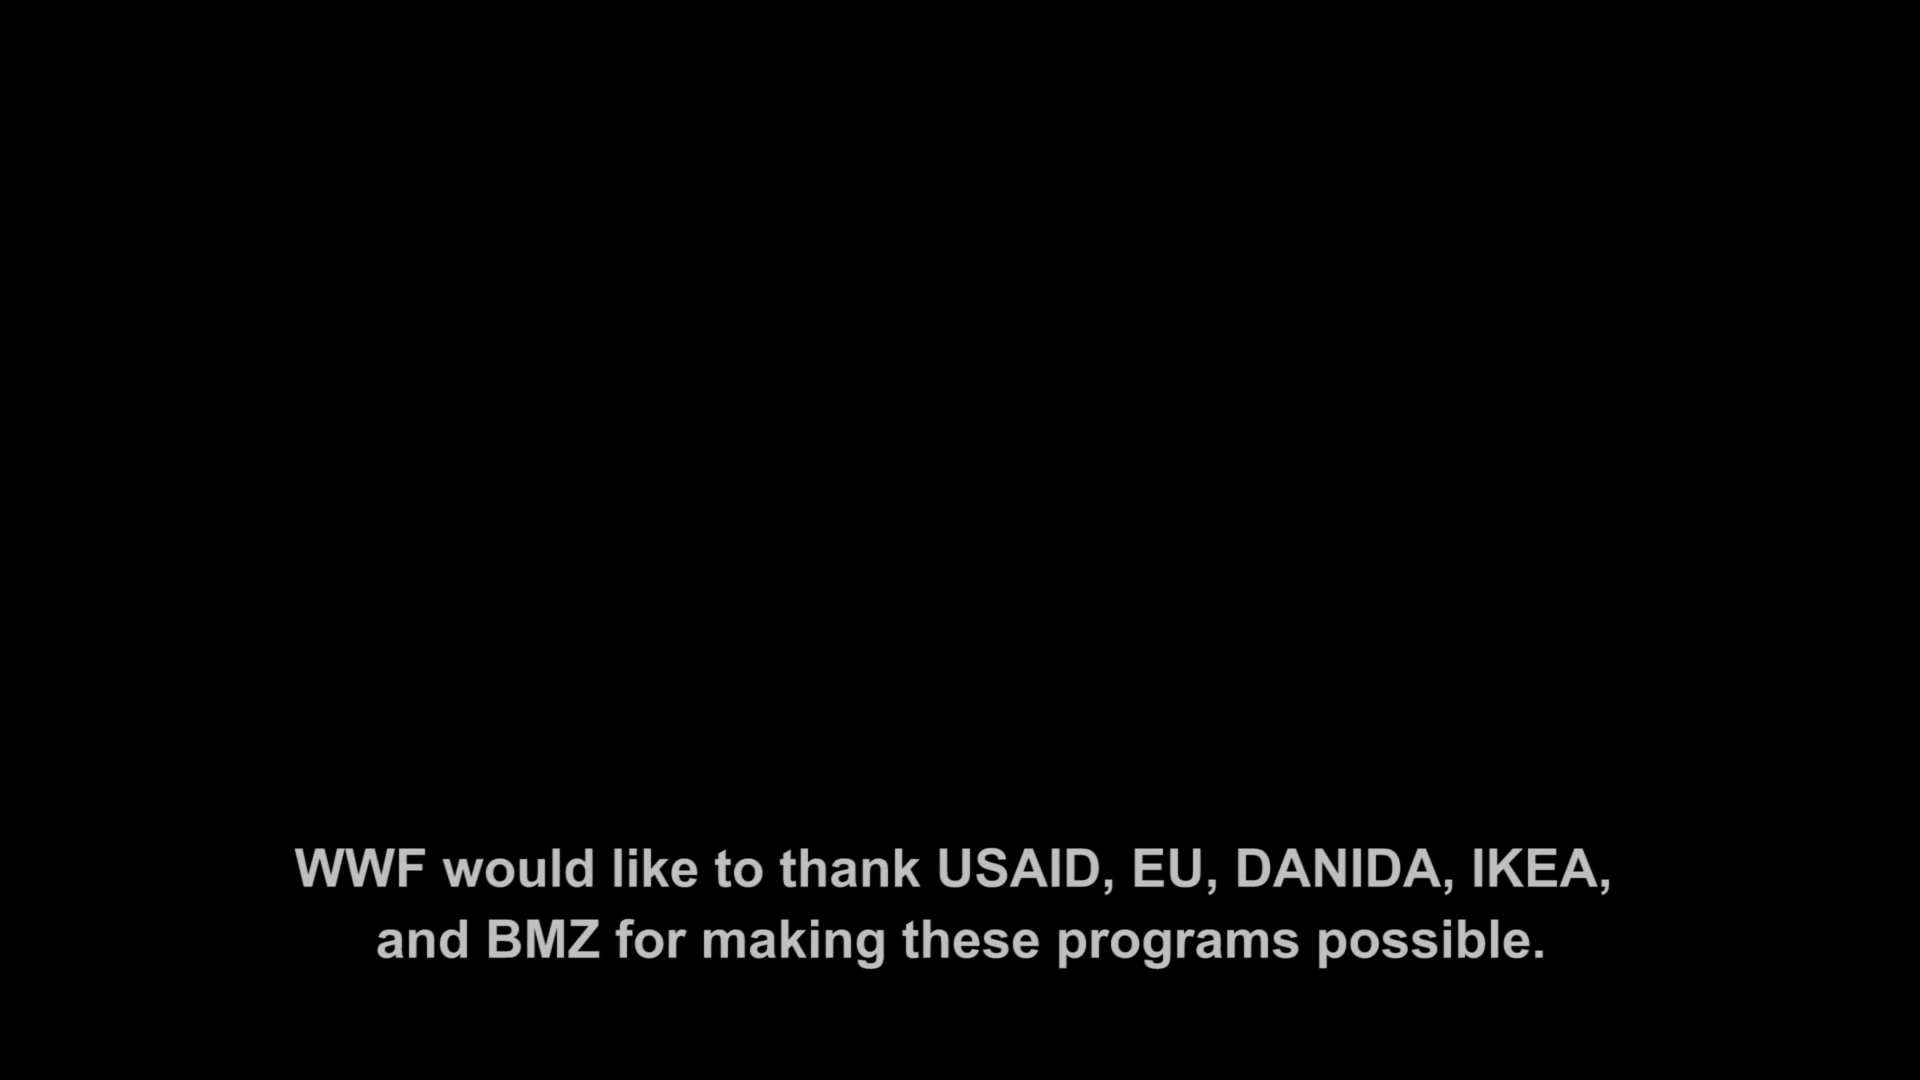 WWF would like to thank USAID, EU, DANIDA, IKEA,
and BMZ for making these programs possible.